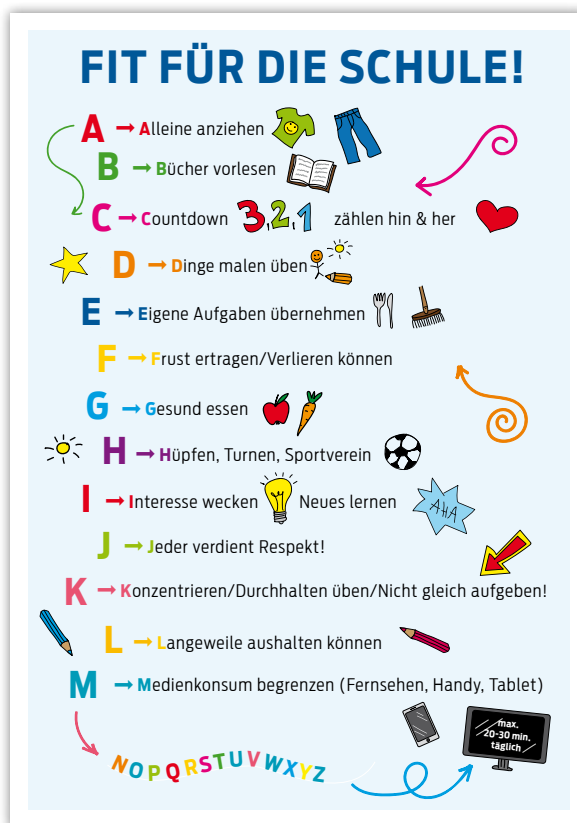 FIT FÜR DIE SCHULE!
A → Alleine anziehen
B → Bücher vorlesen
C → Countdown 3,2,1 zählen hin & her
D → Dinge malen üben
E → Eigene Aufgaben übernehmen
F → Frust ertragen/Verlieren können
G → Gesund essen
H → Hüpfen, Turnen, Sportverein
I → Interesse wecken Neues lernen
AHA
J → Jeder verdient Respekt!
K → Konzentrieren/Durchhalten üben/Nicht gleich aufgeben!
L → Langeweile aushalten können
M → Medienkonsum begrenzen (Fernsehen, Handy, Tablet)
max.
20-30 min.
täglich
NOPQRSTUVWXYZ